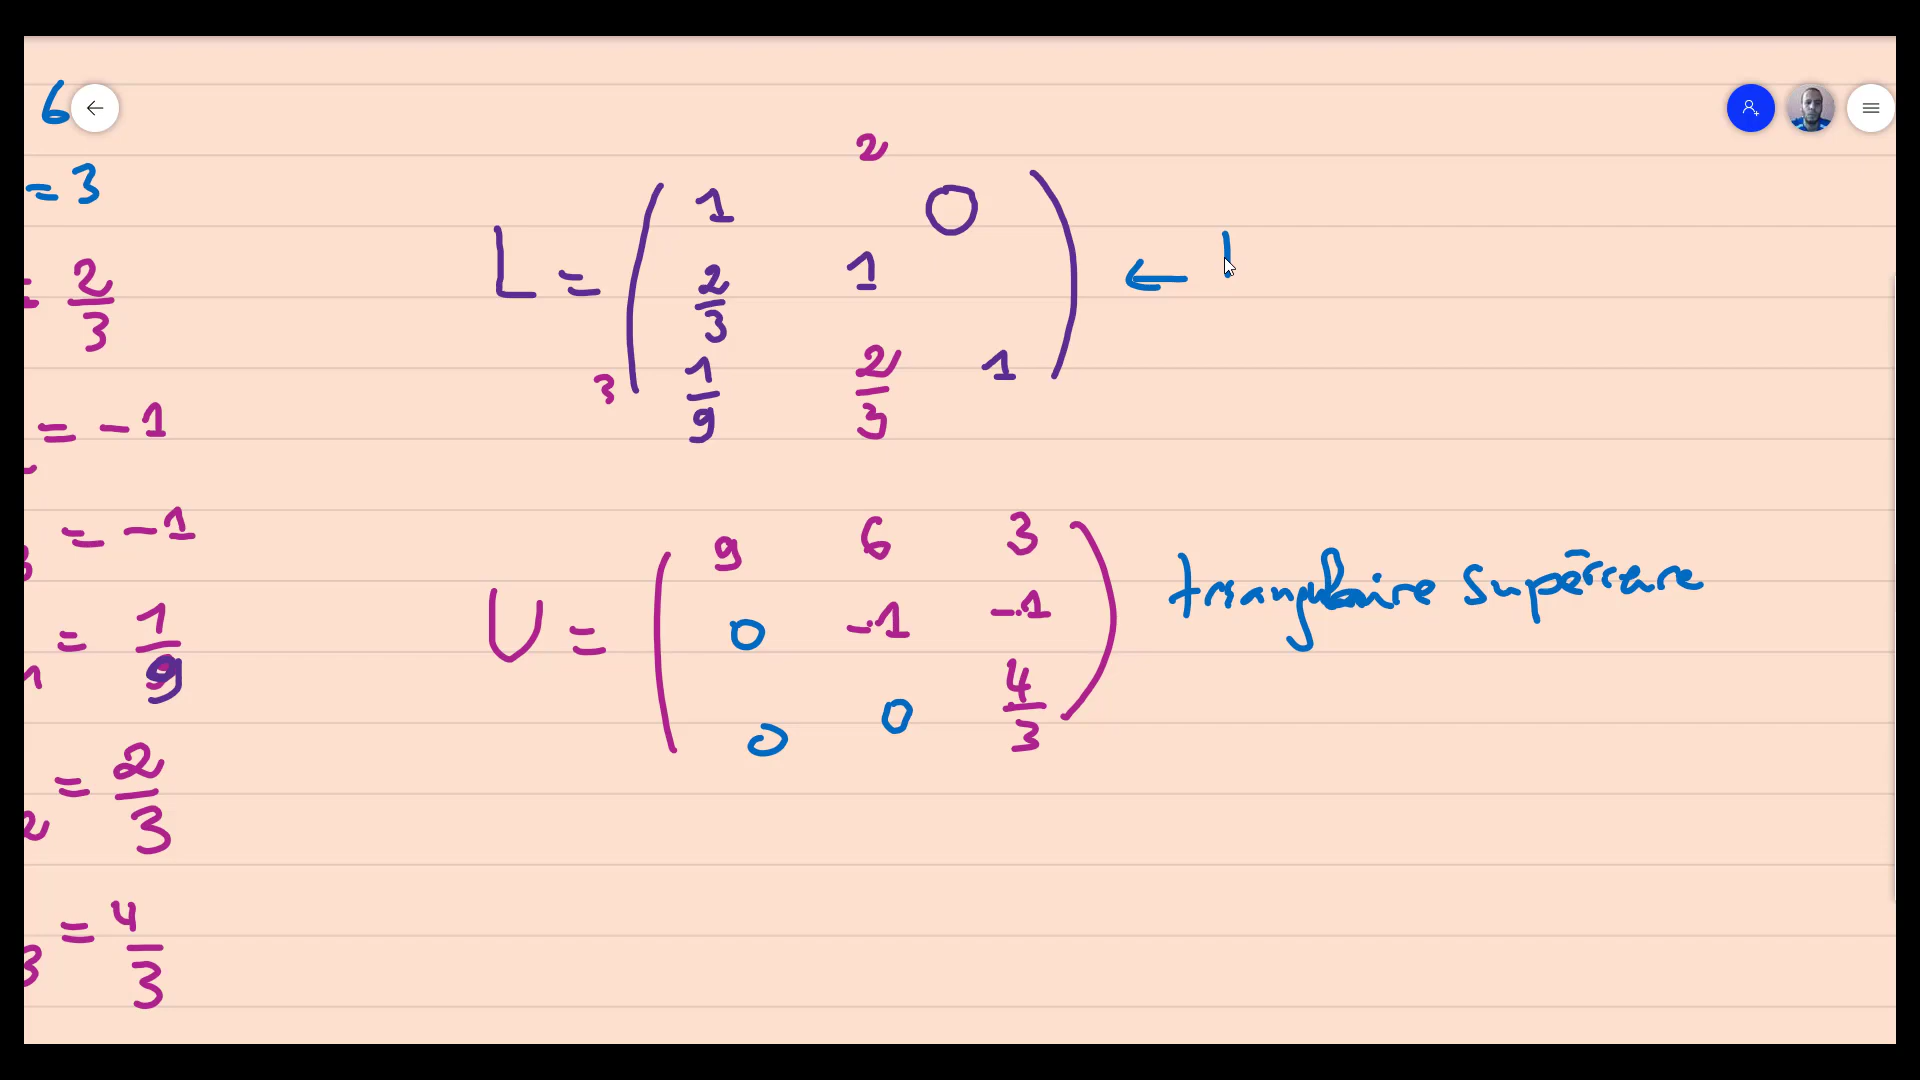 6
= 3
= 2/3
= -1
= -1
= 1/9
= 2/3
= 4/3
2
1 0
L = 2/3 1 ←
3 1/9 2/3 1
9 6 3
U = 0 -1 -1 triangulaire supérieure
0 0 4/3